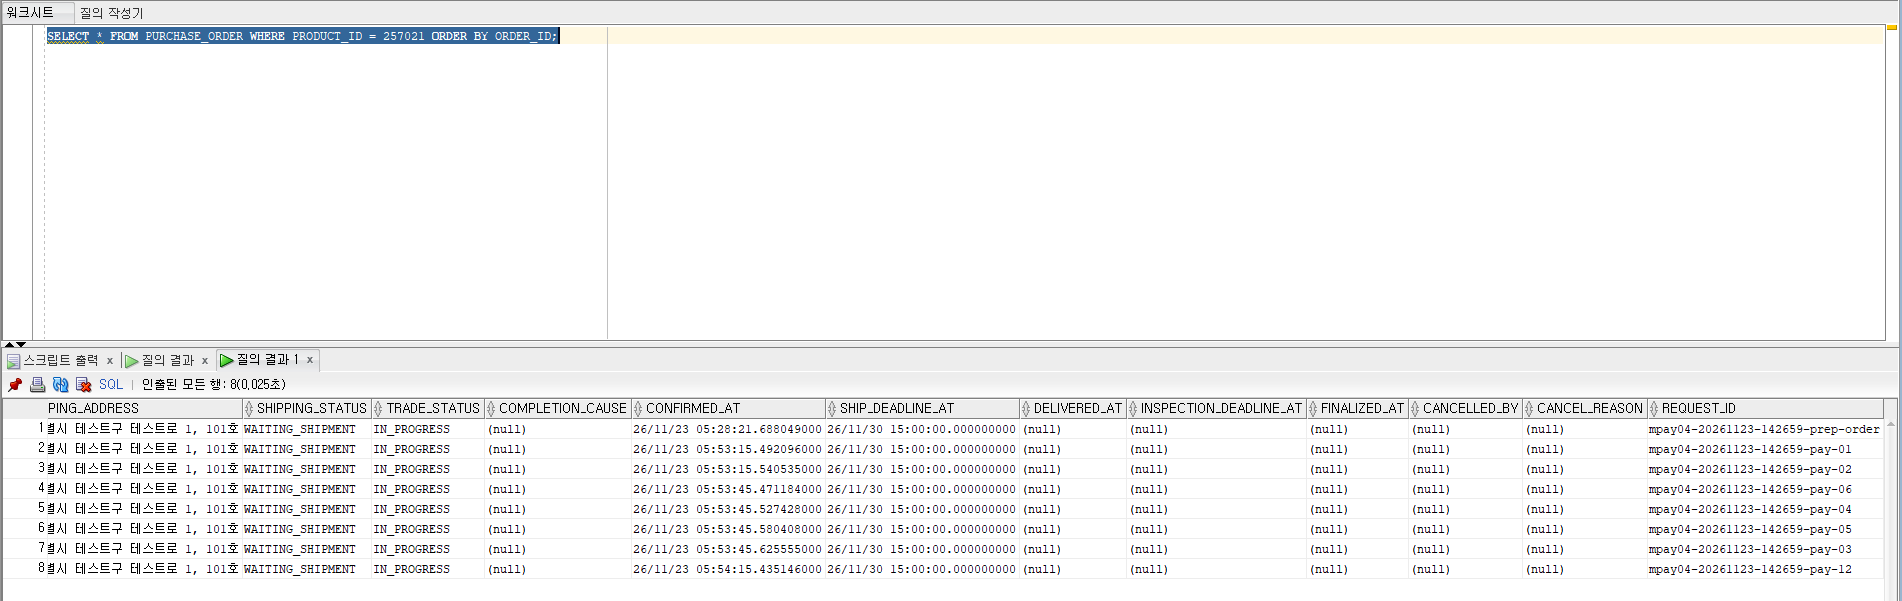 워크시트 질의 작성기
SELECT * FROM PURCHASE_ORDER WHERE PRODUCT_ID = 257021 ORDER BY ORDER_ID;
스크립트 출력 x 질의 결과 x 질의 결과 1 x
SQL | 인출된 모든 행: 8(0,025초)
PING_ADDRESS SHIPPING_STATUS TRADE_STATUS COMPLETION_CAUSE CONFIRMED_AT SHIP_DEADLINE_AT DELIVERED_AT INSPECTION_DEADLINE_AT FINALIZED_AT CANCELLED_BY CANCEL_REASON REQUEST_ID
1 별시 테스트구 테스트로 1, 101호 WAITING_SHIPMENT IN_PROGRESS (null) 26/11/23 05:28:21.688049000 26/11/30 15:00:00.000000000 (null) (null) (null) (null) (null) mpay04-20261123-142659-prep-order
2 별시 테스트구 테스트로 1, 101호 WAITING_SHIPMENT IN_PROGRESS (null) 26/11/23 05:53:15.492096000 26/11/30 15:00:00.000000000 (null) (null) (null) (null) (null) mpay04-20261123-142659-pay-01
3 별시 테스트구 테스트로 1, 101호 WAITING_SHIPMENT IN_PROGRESS (null) 26/11/23 05:53:15.540535000 26/11/30 15:00:00.000000000 (null) (null) (null) (null) (null) mpay04-20261123-142659-pay-02
4 별시 테스트구 테스트로 1, 101호 WAITING_SHIPMENT IN_PROGRESS (null) 26/11/23 05:53:45.471184000 26/11/30 15:00:00.000000000 (null) (null) (null) (null) (null) mpay04-20261123-142659-pay-06
5 별시 테스트구 테스트로 1, 101호 WAITING_SHIPMENT IN_PROGRESS (null) 26/11/23 05:53:45.527428000 26/11/30 15:00:00.000000000 (null) (null) (null) (null) (null) mpay04-20261123-142659-pay-04
6 별시 테스트구 테스트로 1, 101호 WAITING_SHIPMENT IN_PROGRESS (null) 26/11/23 05:53:45.580408000 26/11/30 15:00:00.000000000 (null) (null) (null) (null) (null) mpay04-20261123-142659-pay-05
7 별시 테스트구 테스트로 1, 101호 WAITING_SHIPMENT IN_PROGRESS (null) 26/11/23 05:53:45.625555000 26/11/30 15:00:00.000000000 (null) (null) (null) (null) (null) mpay04-20261123-142659-pay-03
8 별시 테스트구 테스트로 1, 101호 WAITING_SHIPMENT IN_PROGRESS (null) 26/11/23 05:54:15.435146000 26/11/30 15:00:00.000000000 (null) (null) (null) (null) (null) mpay04-20261123-142659-pay-12